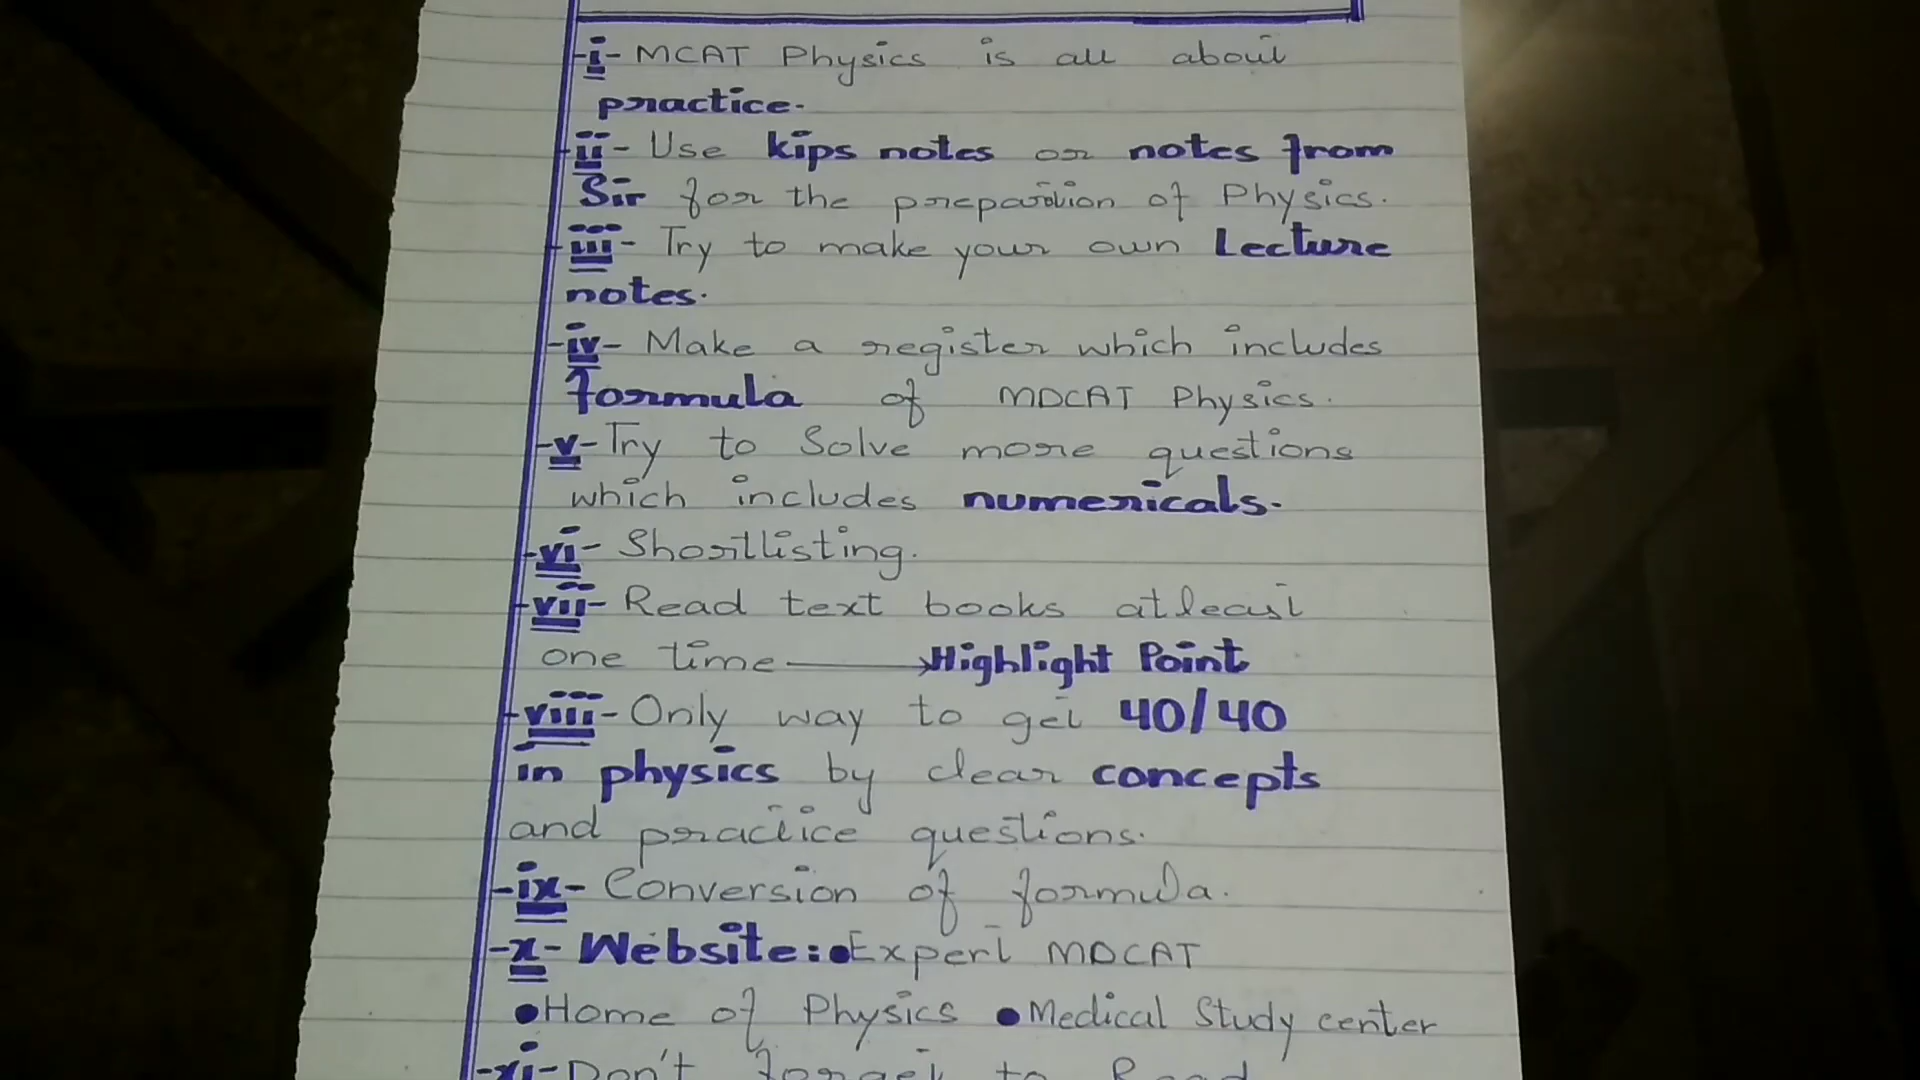 -i- MCAT Physics is all about
practice.
-ii- Use kips notes or notes from
Sir for the preparation of Physics.
-iii- Try to make your own Lecture
notes.
-iv- Make a register which includes
formula of MDCAT Physics.
-v- Try to Solve more questions
which includes numericals.
-vi- Shortlisting.
-vii- Read text books atleast
one time → Highlight Point
-viii- Only way to get 40/40
in physics by clear concepts
and practice questions.
-ix- Conversion of formula.
-x- Website: •Expert MDCAT
•Home of Physics •Medical Study center
-xi- Don't forget to Read